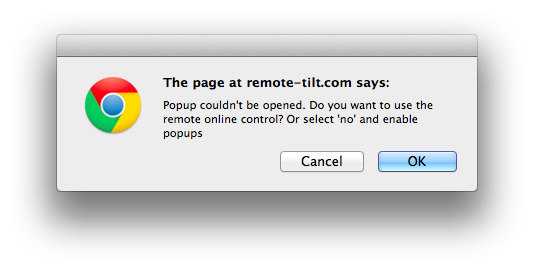 The page at remote-tilt.com says:
Popup couldn't be opened. Do you want to use the
remote online control? Or select 'no' and enable
popups
Cancel OK